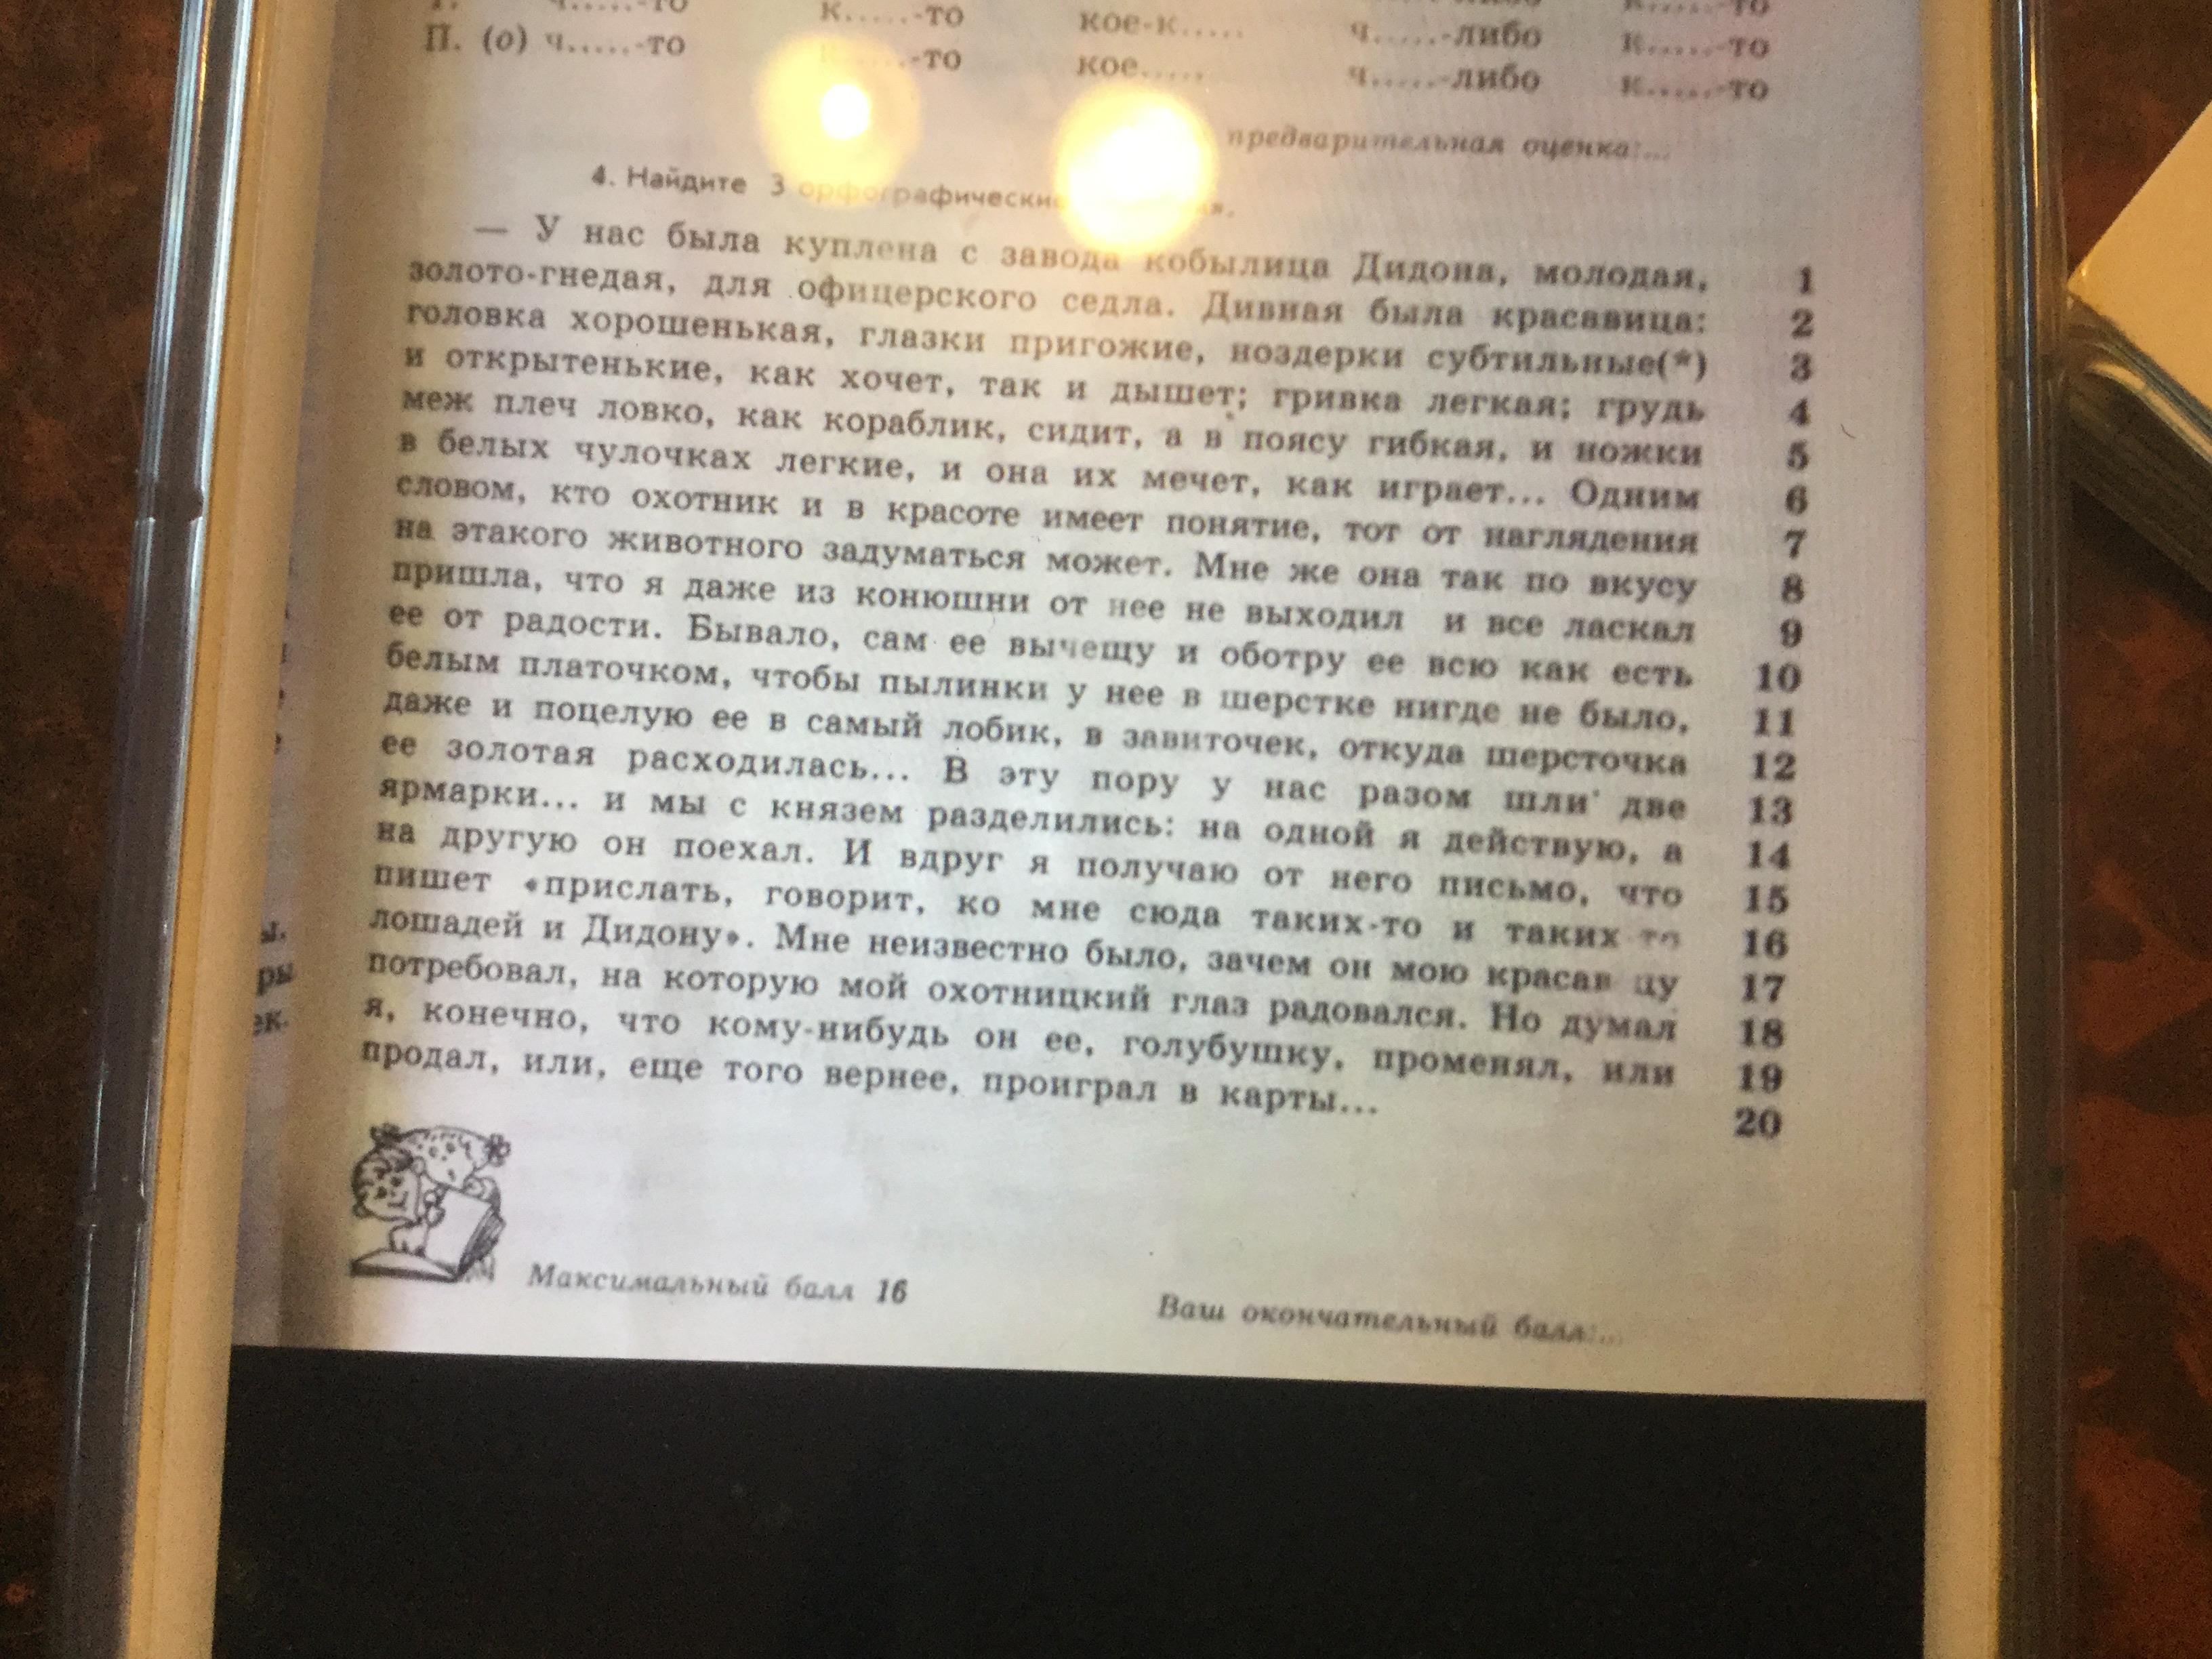 П. (о) ч.....-то к.....-то кое-к..... ч.....-либо к.....-то
-то кое..... ч.....-либо к.....-то
предварительная оценка:...
4. Найдите 3
— У нас была куплена с завода кобылица Дидона, молодая, 1
золото-гнедая, для офицерского седла. Дивная была красавица: 2
головка хорошенькая, глазки пригожие, ноздерки субтильные(*) 3
и открытенькие, как хочет, так и дышет; гривка легкая; грудь 4
меж плеч ловко, как кораблик, сидит, а в поясу гибкая, и ножки 5
в белых чулочках легкие, и она их мечет, как играет... Одним 6
словом, кто охотник и в красоте имеет понятие, тот от наглядения 7
на этакого животного задуматься может. Мне же она так по вкусу 8
пришла, что я даже из конюшни от нее не выходил и все ласкал 9
ее от радости. Бывало, сам ее вычещу и оботру ее всю как есть 10
белым платочком, чтобы пылинки у нее в шерстке нигде не было, 11
даже и поцелую ее в самый лобик, в завиточек, откуда шерсточка 12
ее золотая расходилась... В эту пору у нас разом шли две 13
ярмарки... и мы с князем разделились: на одной я действую, а 14
на другую он поехал. И вдруг я получаю от него письмо, что 15
пишет «прислать, говорит, ко мне сюда таких-то и таких-то 16
лошадей и Дидону». Мне неизвестно было, зачем он мою красавицу 17
потребовал, на которую мой охотницкий глаз радовался. Но думал 18
я, конечно, что кому-нибудь он ее, голубушку, променял, или 19
продал, или, еще того вернее, проиграл в карты... 20
Максимальный балл 16
Ваш окончательный балл:...